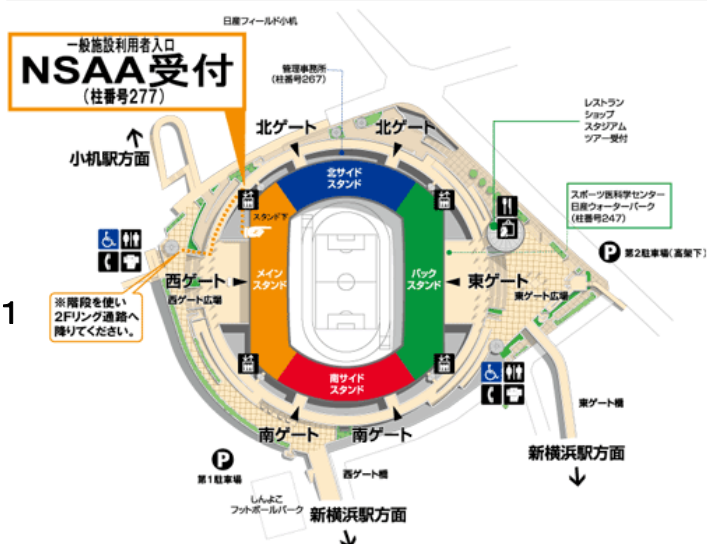 日産フィールド小机
一般施設利用者入口
NSAA受付
(柱番号277)
管理事務所
(柱番号267)
レストラン
ショップ
スタジアム
ツアー受付
北ゲート
北ゲート
小机駅方面
北サイド
スタンド
スポーツ医科学センター
日産ウォーターパーク
(柱番号247)
スタンド下
P 第2駐車場(高架下)
西ゲート
西ゲート広場
メイン
スタンド
バック
スタンド
東ゲート
東ゲート広場
1
※階段を使い
2Fリング通路へ
降りてください。
南サイド
スタンド
東ゲート橋
南ゲート
南ゲート
新横浜駅方面
P
第1駐車場
西ゲート橋
しんよこ
フットボールパーク
新横浜駅方面